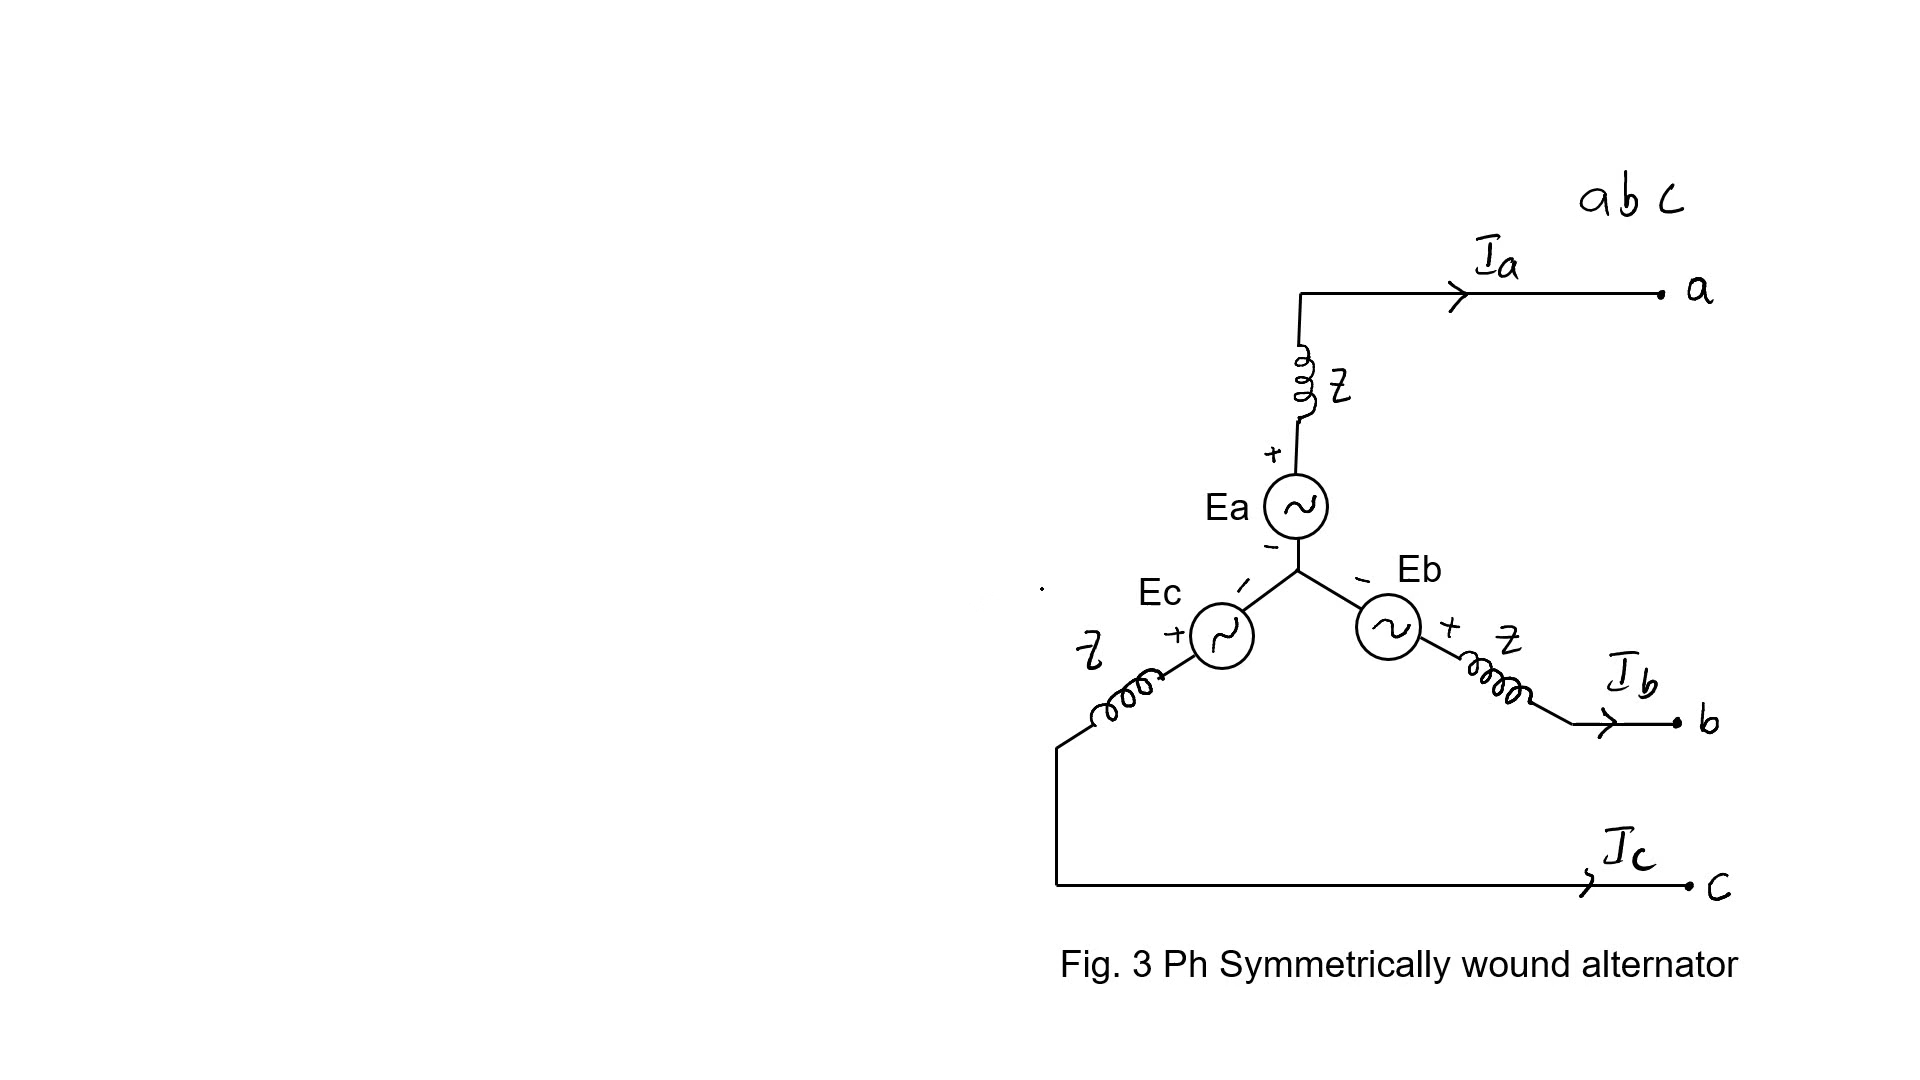 abc
Ia
a
z
+
Ea
-
Eb
-
Ec
-
+
+
z
z
Ib
b
Ic
c
Fig. 3 Ph Symmetrically wound alternator